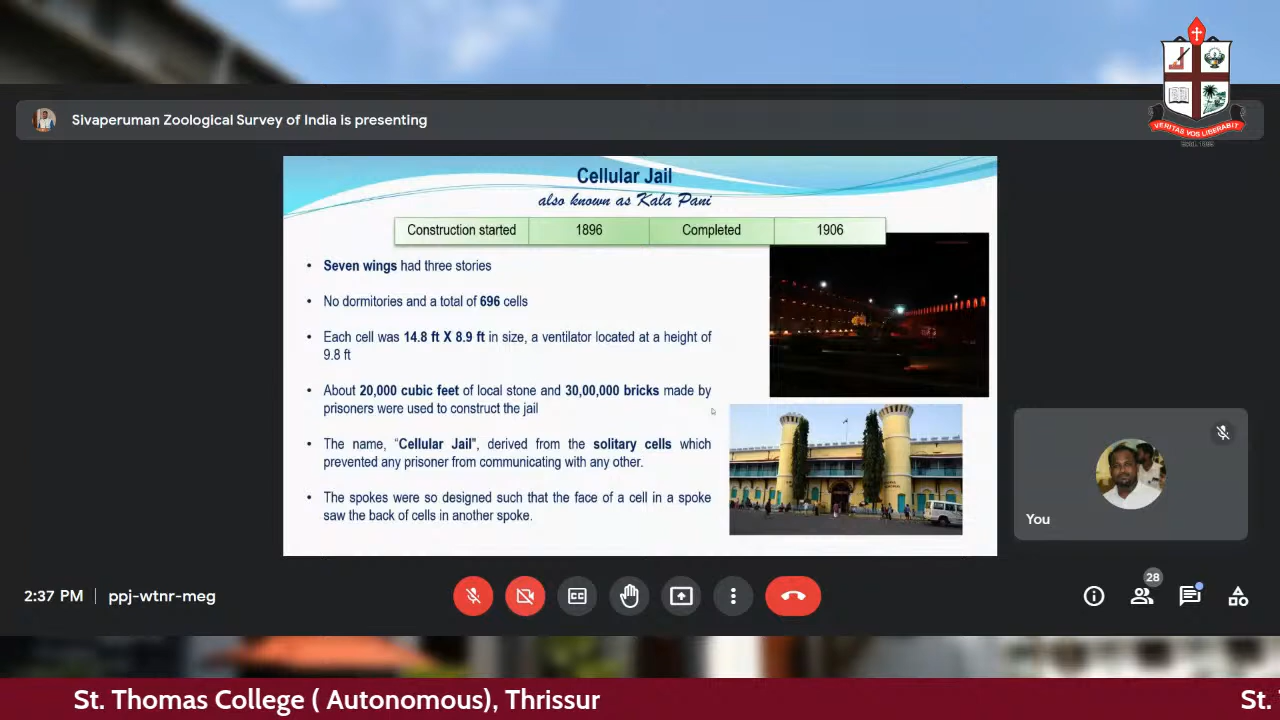 VERITAS VOS LIBERABIT
Sivaperuman Zoological Survey of India is presenting
Cellular Jail
also known as Kala Pani
Construction started 1896 Completed 1906
• Seven wings had three stories
• No dormitories and a total of 696 cells
• Each cell was 14.8 ft X 8.9 ft in size, a ventilator located at a height of
9.8 ft
• About 20,000 cubic feet of local stone and 30,00,000 bricks made by
prisoners were used to construct the jail
• The name, “Cellular Jail”, derived from the solitary cells which
prevented any prisoner from communicating with any other.
• The spokes were so designed such that the face of a cell in a spoke
saw the back of cells in another spoke.
You
2:37 PM | ppj-wtnr-meg
CC
28
St. Thomas College ( Autonomous), Thrissur
St.